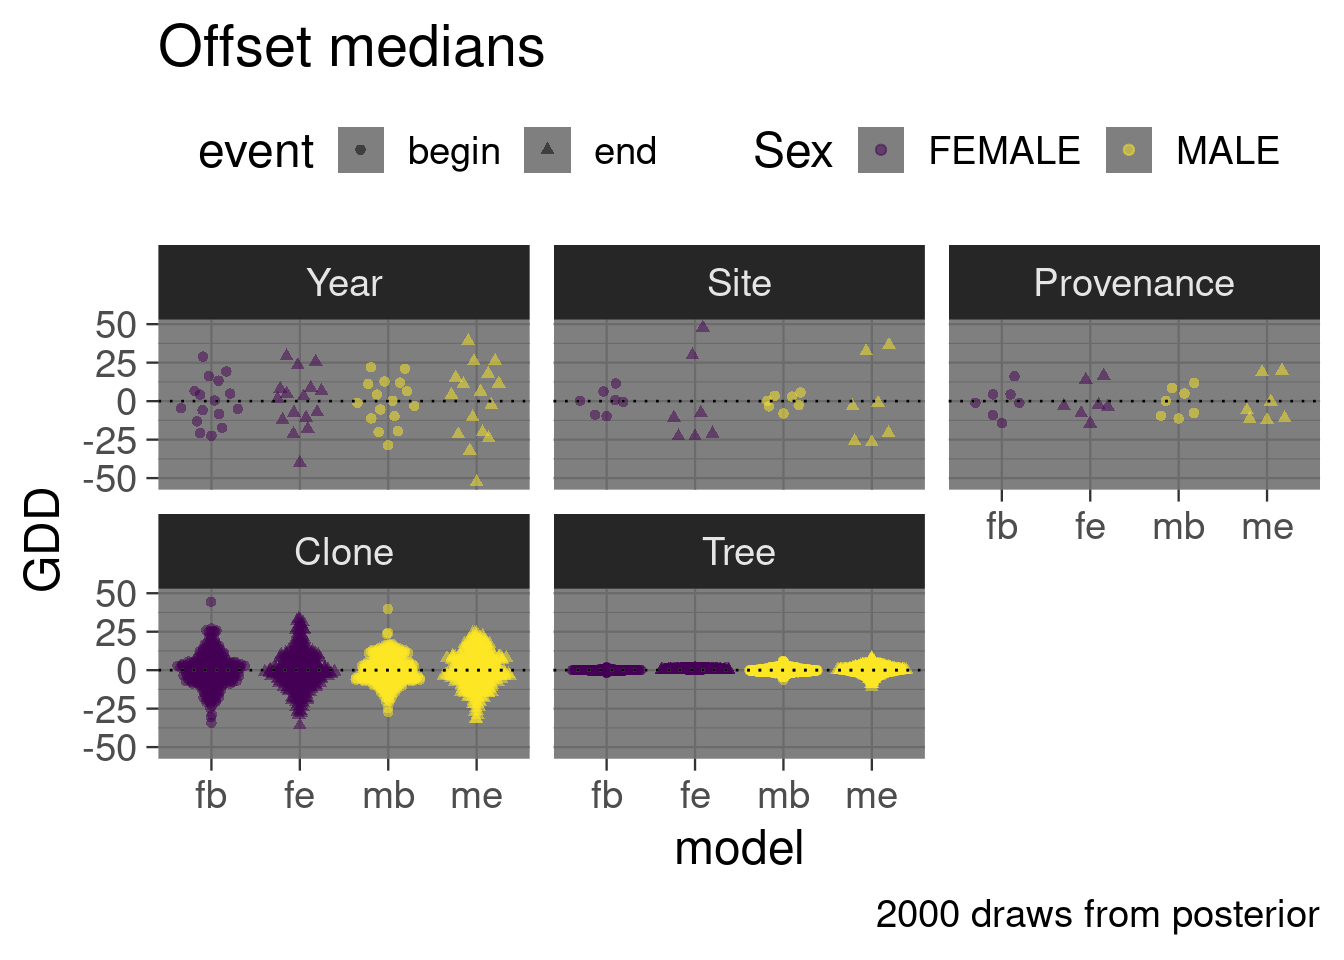 Offset medians
event begin end Sex FEMALE MALE
Year Site Provenance
50
25
0
-25
-50
fb fe mb me
GDD
Clone Tree
50
25
0
-25
-50
fb fe mb me fb fe mb me
model
2000 draws from posterior